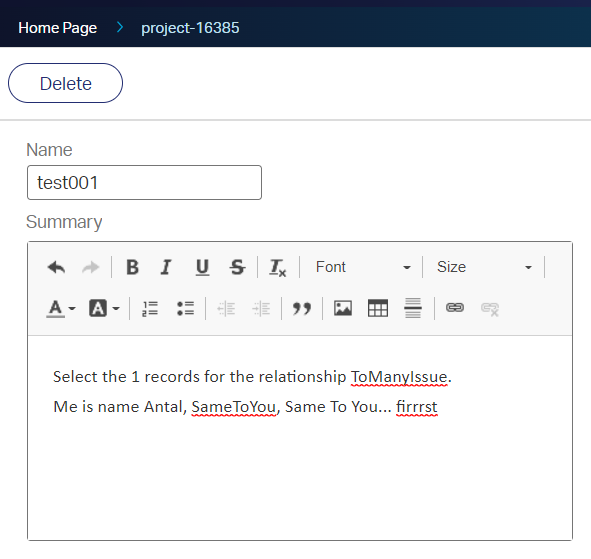 Home Page > project-16385
Delete
Name
test001
Summary
B I U S Tx Font Size
A A
Select the 1 records for the relationship ToManyIssue.
Me is name Antal, SameToYou, Same To You... firrrst